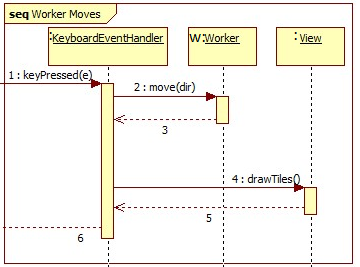 seq Worker Moves
:KeyboardEventHandler
W:Worker
:View
1 : keyPressed(e)
2 : move(dir)
3
4 : drawTiles()
5
6